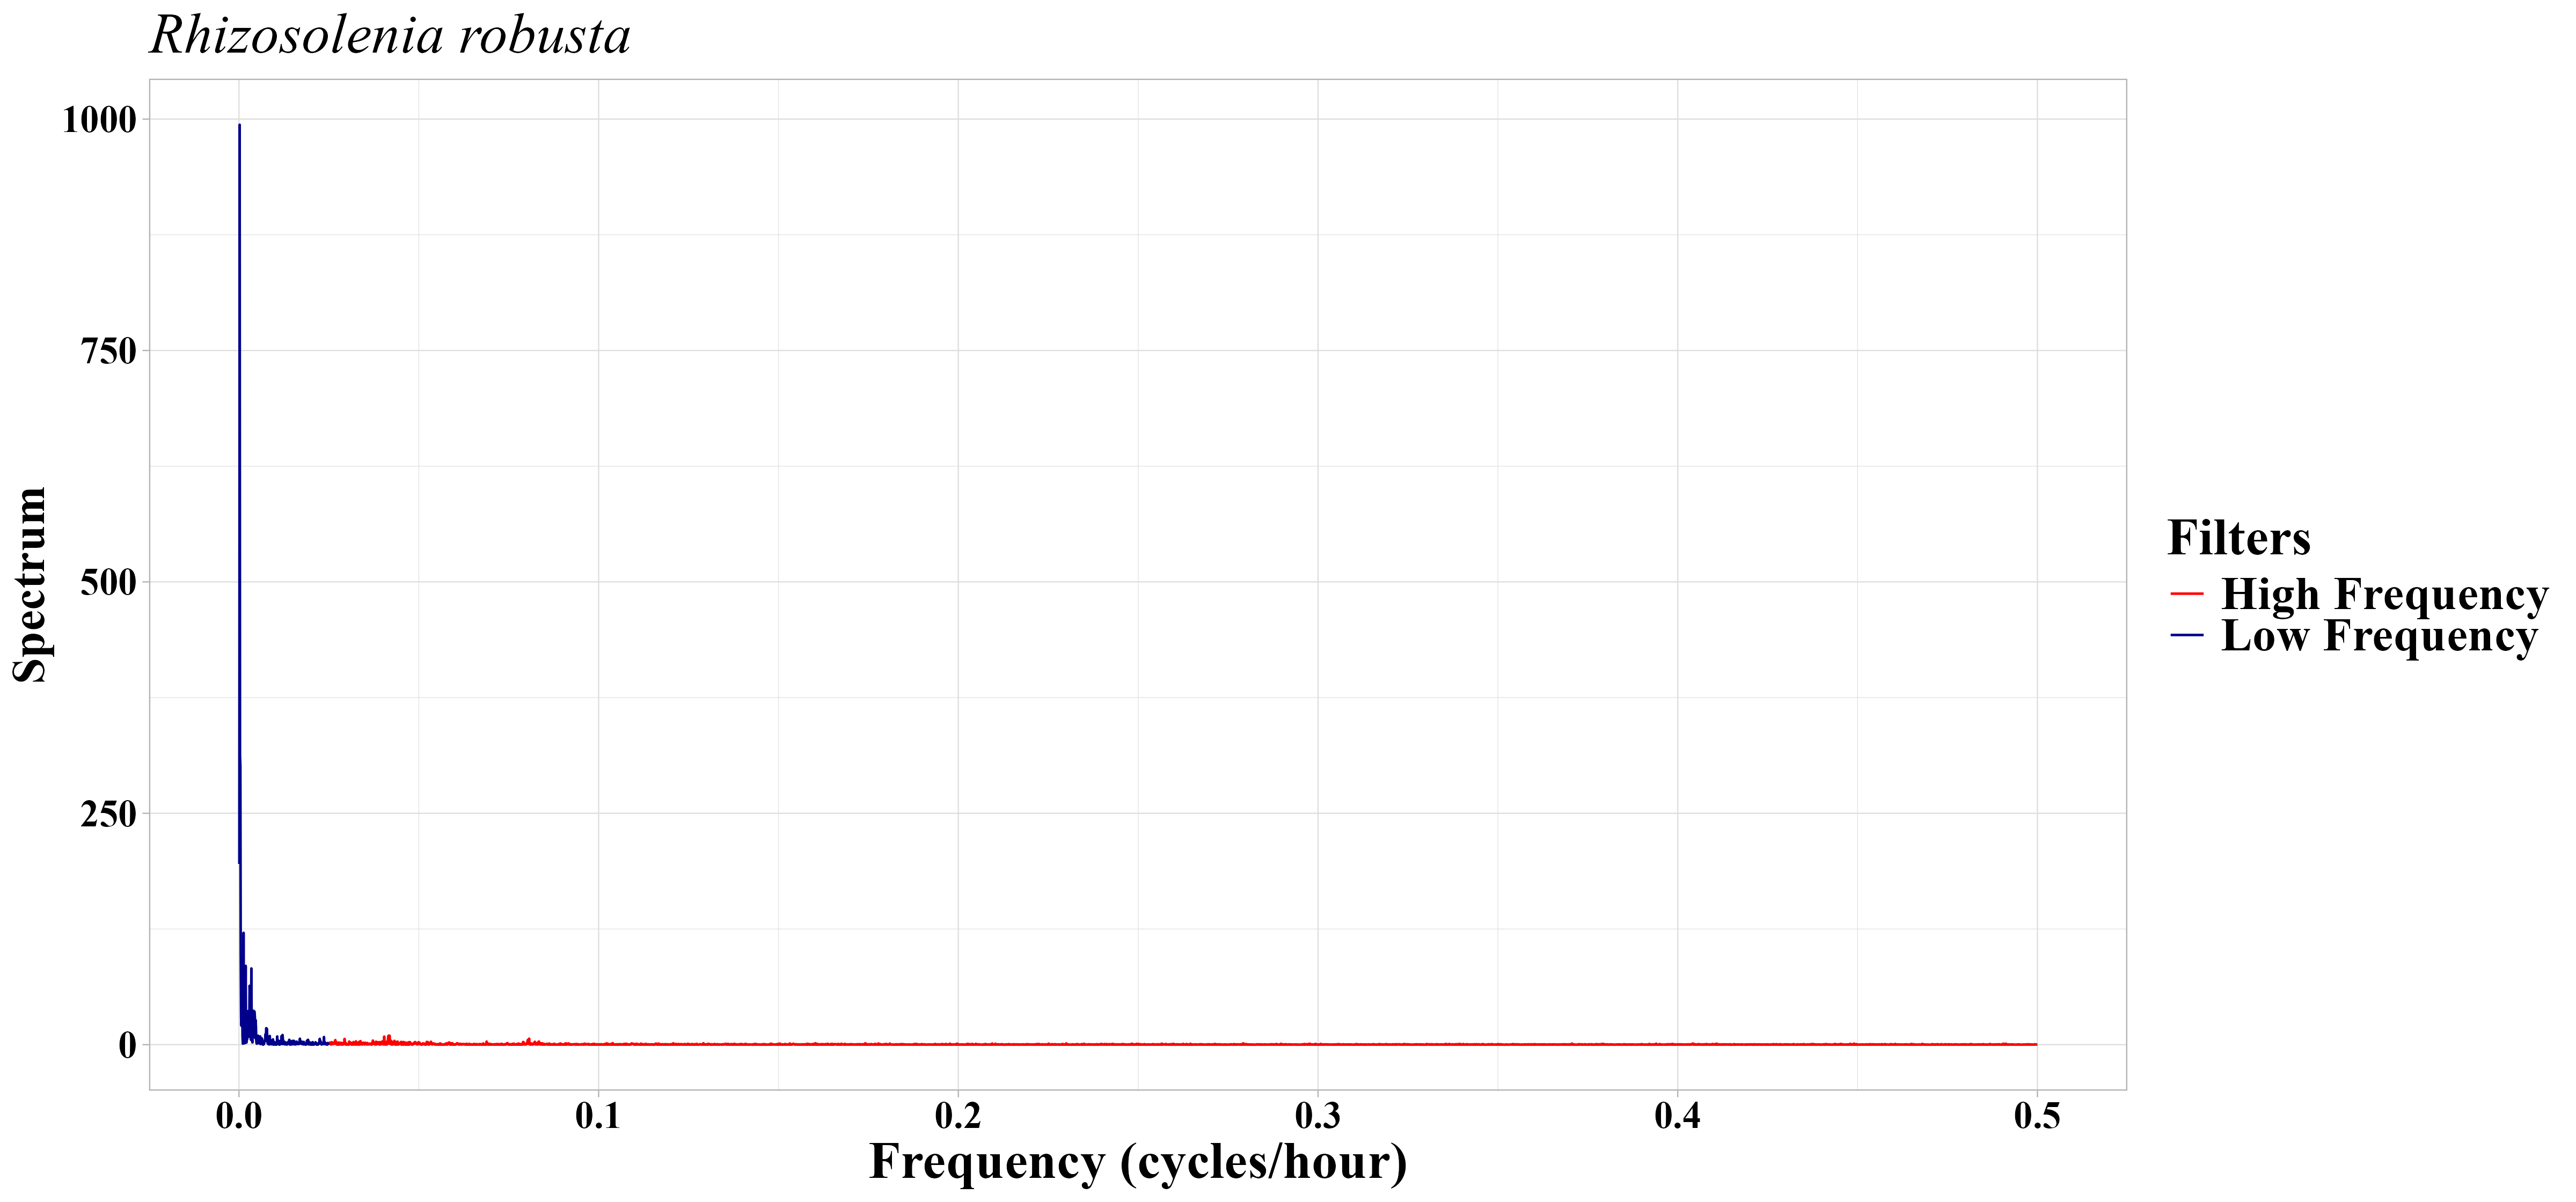 Rhizosolenia robusta
1000
750
500
250
0
Spectrum
0.0 0.1 0.2 0.3 0.4 0.5
Frequency (cycles/hour)
Filters
High Frequency
Low Frequency